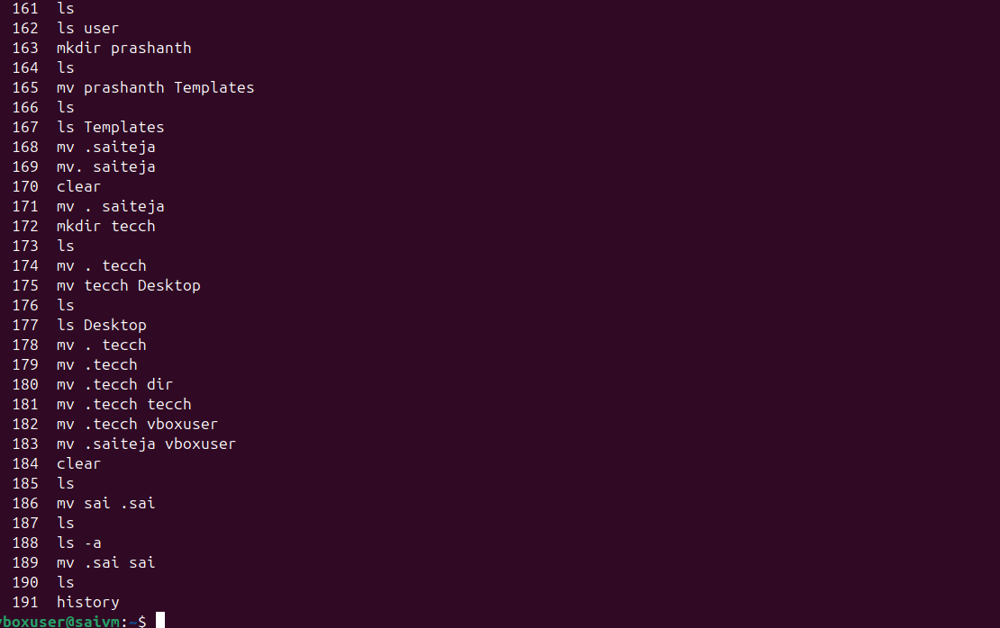 161 ls
162 ls user
163 mkdir prashanth
164 ls
165 mv prashanth Templates
166 ls
167 ls Templates
168 mv .saiteja
169 mv. saiteja
170 clear
171 mv . saiteja
172 mkdir tecch
173 ls
174 mv . tecch
175 mv tecch Desktop
176 ls
177 ls Desktop
178 mv . tecch
179 mv .tecch
180 mv .tecch dir
181 mv .tecch tecch
182 mv .tecch vboxuser
183 mv .saiteja vboxuser
184 clear
185 ls
186 mv sai .sai
187 ls
188 ls -a
189 mv .sai sai
190 ls
191 history
vboxuser@saivm:~$